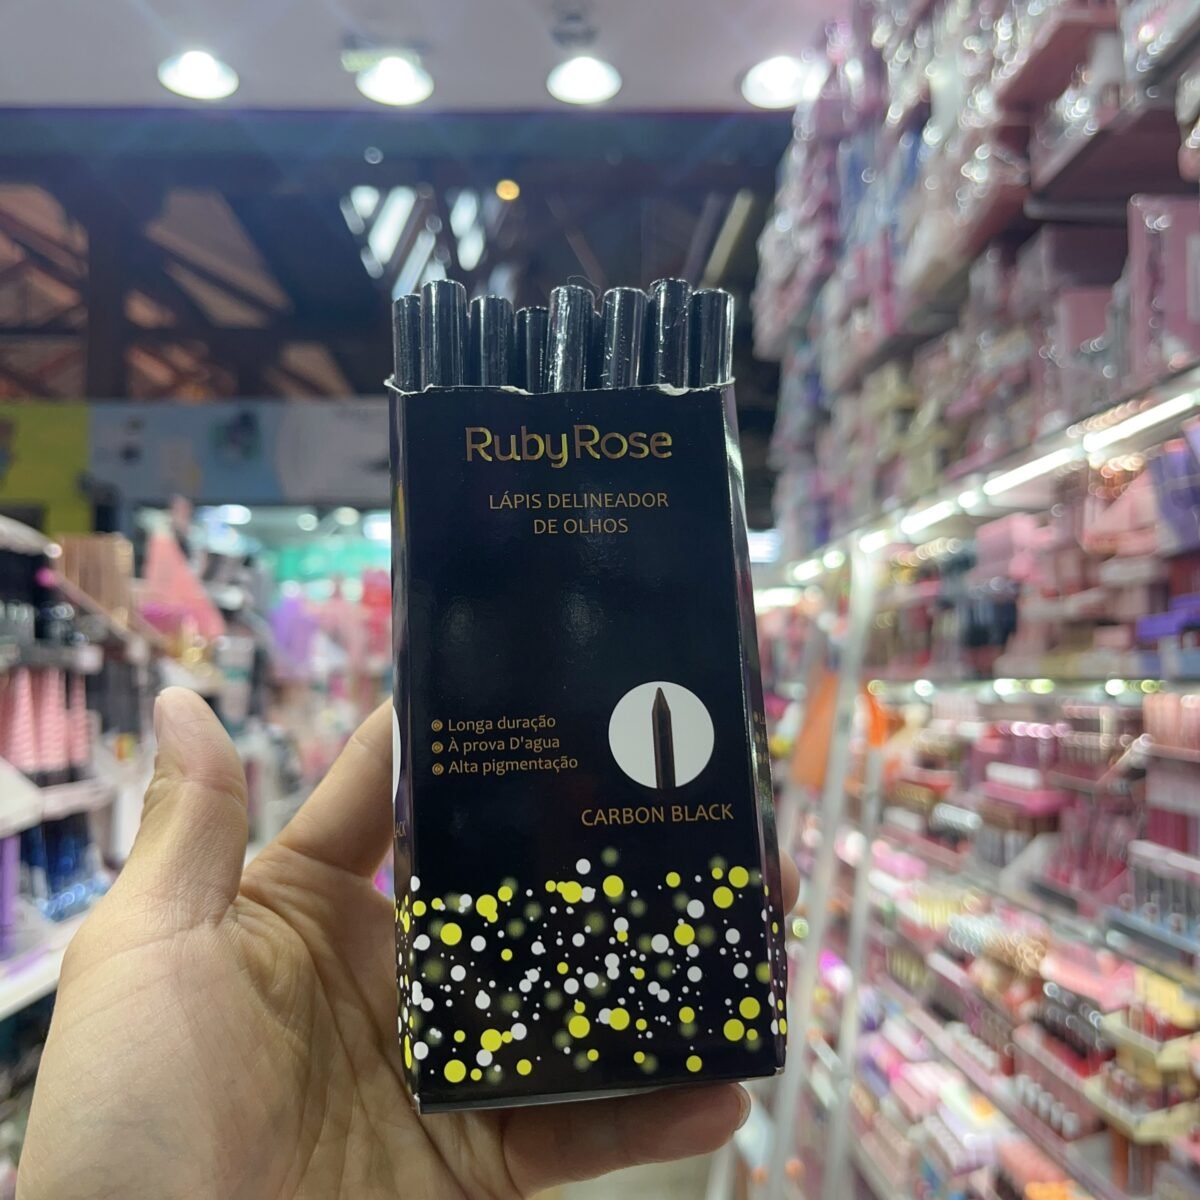 RubyRose
LÁPIS DELINEADOR
DE OLHOS
Longa duração
À prova D'agua
Alta pigmentação
CARBON BLACK